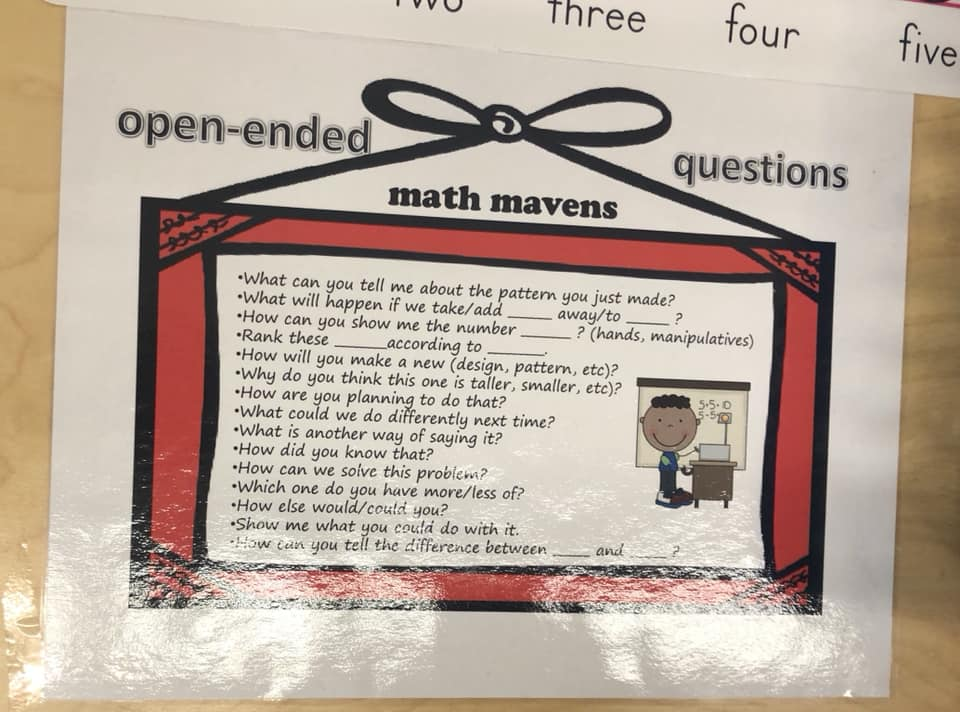 two three four five
open-ended questions
math mavens
•What can you tell me about the pattern you just made?
•What will happen if we take/add _____ away/to _____ ?
•How can you show me the number _____ ? (hands, manipulatives)
•Rank these _____according to _____.
•How will you make a new (design, pattern, etc)?
•Why do you think this one is taller, smaller, etc)?
•How are you planning to do that?
•What could we do differently next time?
•What is another way of saying it?
•How did you know that?
•How can we solve this problem?
•Which one do you have more/less of?
•How else would/could you?
•Show me what you could do with it.
•How can you tell the difference between _____ and _____ ?